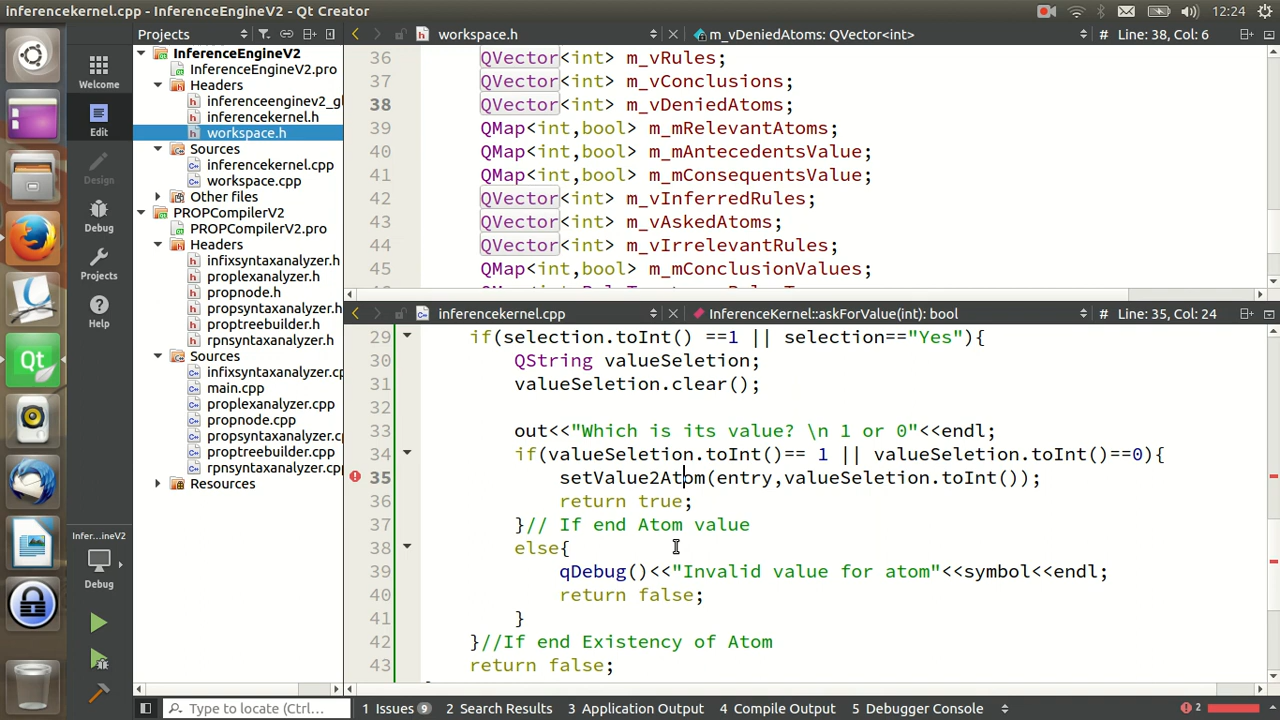 inferencekernel.cpp - InferenceEngineV2 - Qt Creator
12:24
Projects
workspace.h
m_vDeniedAtoms: QVector<int>
# Line: 38, Col: 6
Welcome
Edit
Design
Debug
Projects
Help
InferenceEngineV2
InferenceEngineV2.pro
Headers
inferenceenginev2_gl
inferencekernel.h
workspace.h
Sources
inferencekernel.cpp
workspace.cpp
Other files
PROPCompilerV2
PROPCompilerV2.pro
Headers
infixsyntaxanalyzer.h
proplexanalyzer.h
propnode.h
propsyntaxanalyzer.h
proptreebuilder.h
rpnsyntaxanalyzer.h
Sources
infixsyntaxanalyzer.cp
main.cpp
proplexanalyzer.cpp
propnode.cpp
propsyntaxanalyzer.c
proptreebuilder.cpp
rpnsyntaxanalyzer.cpp
Resources
Infer...ineV2
Debug
36 QVector<int> m_vRules;
37 QVector<int> m_vConclusions;
38 QVector<int> m_vDeniedAtoms;
39 QMap<int,bool> m_mRelevantAtoms;
40 QMap<int,bool> m_mAntecedentsValue;
41 QMap<int,bool> m_mConsequentsValue;
42 QVector<int> m_vInferredRules;
43 QVector<int> m_vAskedAtoms;
44 QVector<int> m_vIrrelevantRules;
45 QMap<int,bool> m_mConclusionValues;
inferencekernel.cpp
InferenceKernel::askForValue(int): bool
# Line: 35, Col: 24
29 if(selection.toInt() ==1 || selection=="Yes"){
30 QString valueSeletion;
31 valueSeletion.clear();
32
33 out<<"Which is its value? \n 1 or 0"<<endl;
34 if(valueSeletion.toInt()== 1 || valueSeletion.toInt()==0){
35 setValue2Atom(entry,valueSeletion.toInt());
36 return true;
37 }// If end Atom value
38 else{
39 qDebug()<<"Invalid value for atom"<<symbol<<endl;
40 return false;
41 }
42 }//If end Existency of Atom
43 return false;
Type to locate (Ctrl...
1 Issues 9
2 Search Results
3 Application Output
4 Compile Output
5 Debugger Console
2